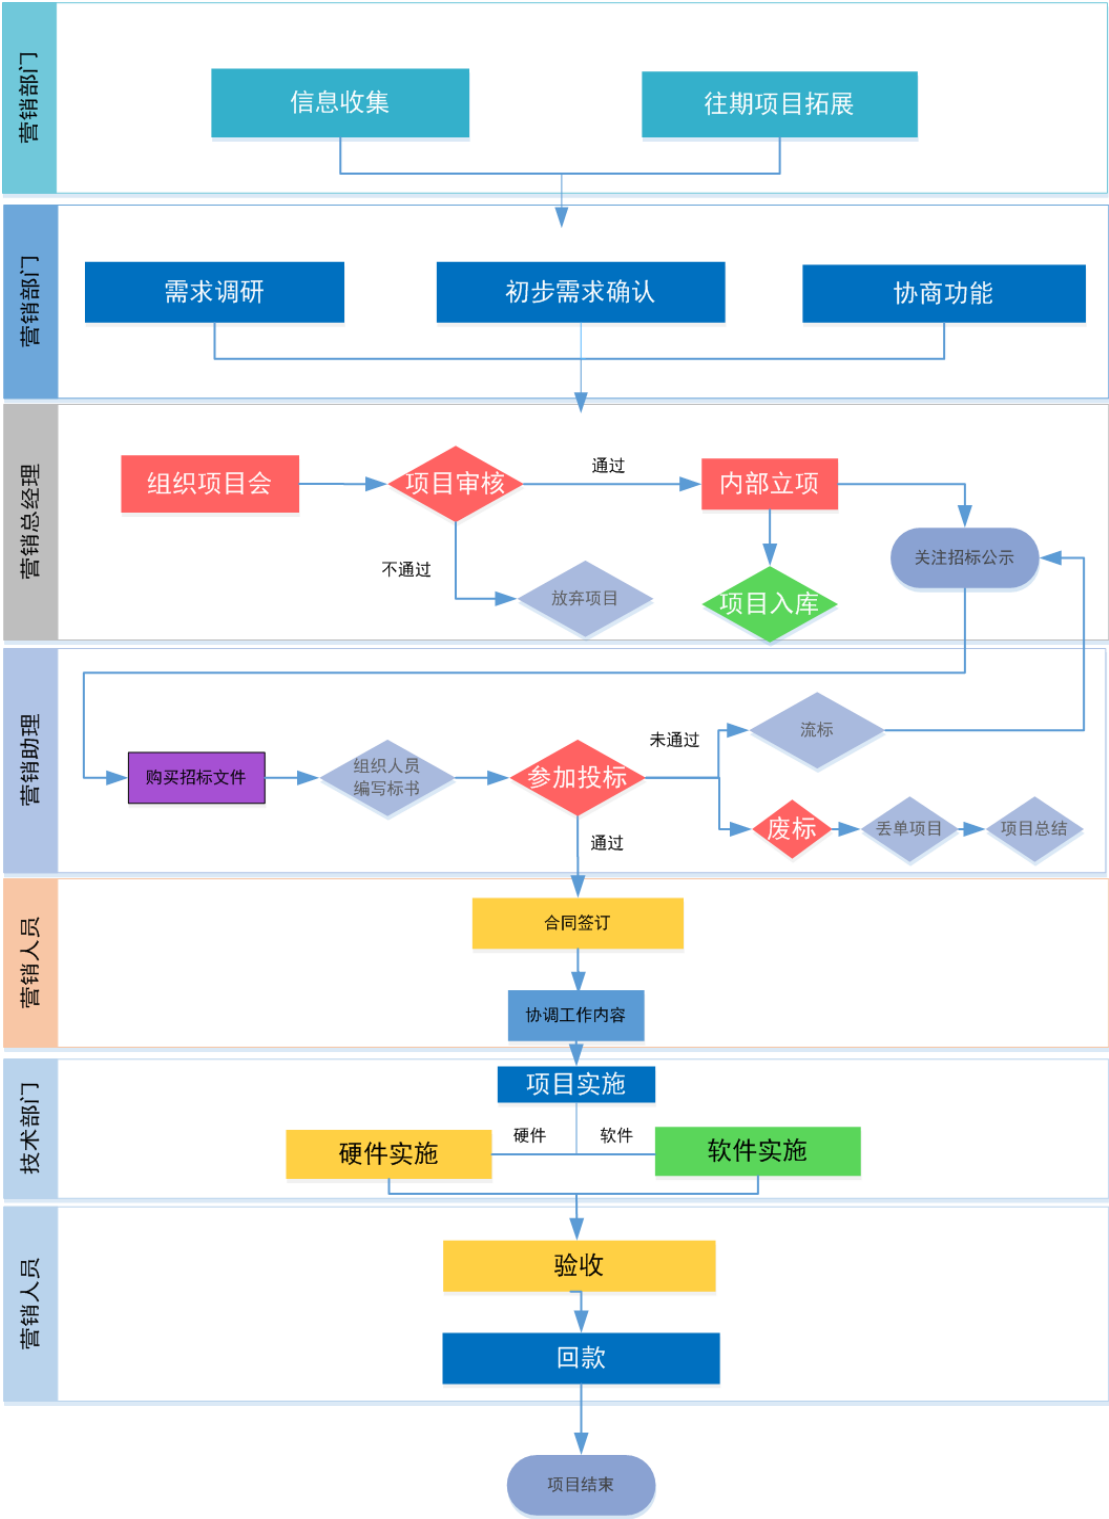 营销部门
信息收集
往期项目拓展
营销部门
需求调研
初步需求确认
协商功能
营销总经理
组织项目会
项目审核
通过
内部立项
不通过
放弃项目
项目入库
关注招标公示
营销助理
购买招标文件
组织人员
编写标书
参加投标
未通过
流标
废标
丢单项目
项目总结
通过
营销人员
合同签订
协调工作内容
技术部门
项目实施
硬件
软件
硬件实施
软件实施
营销人员
验收
回款
项目结束